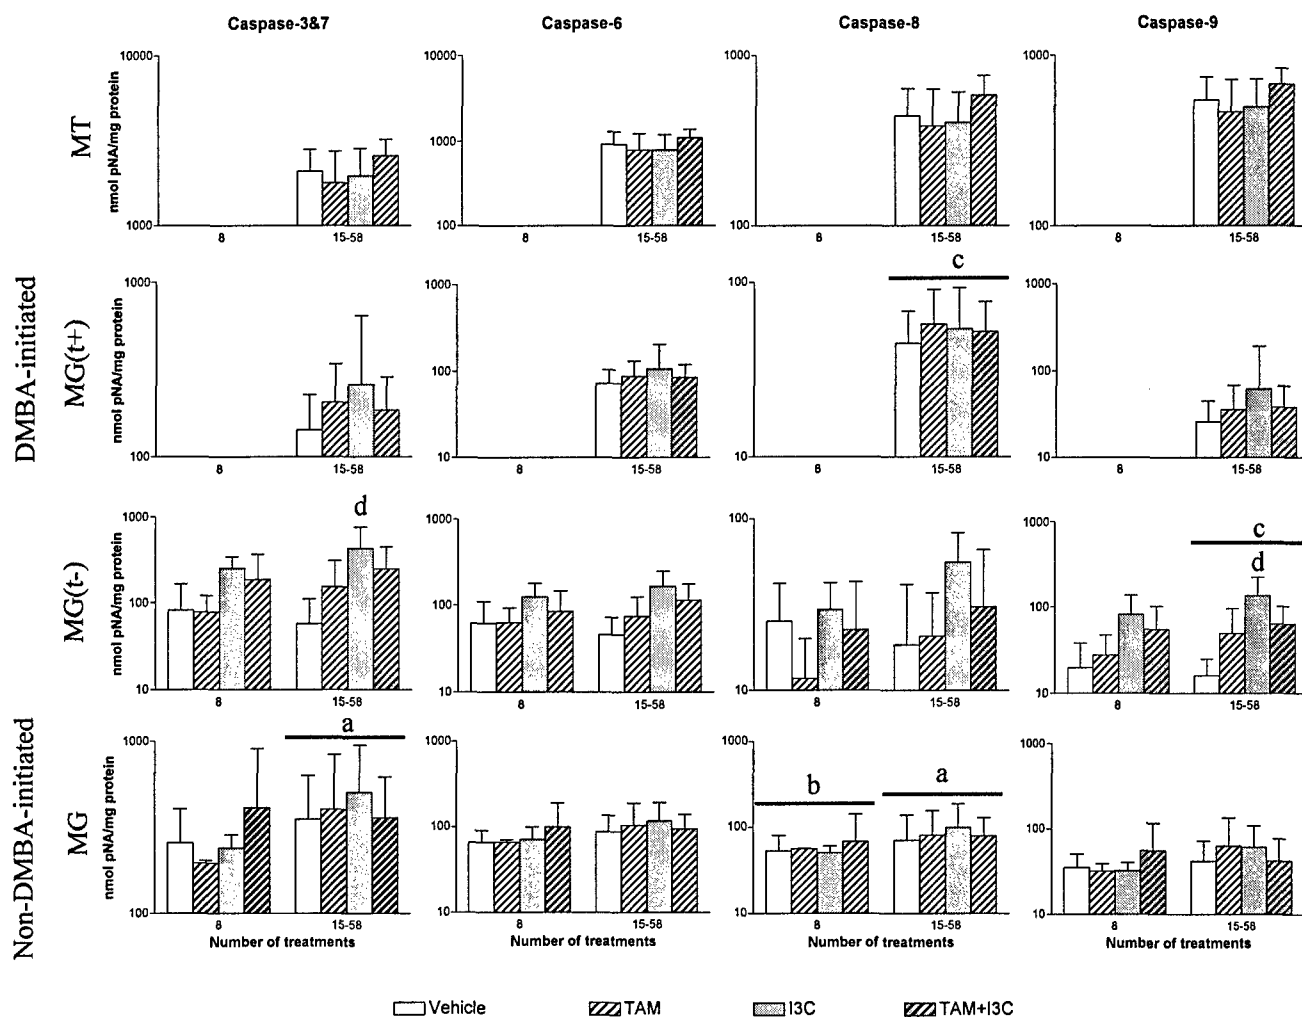 Caspase-3&7 Caspase-6 Caspase-8 Caspase-9
MT
nmol pNA/mg protein
10000
1000
8 15-58
10000
1000
100
8 15-58
1000
100
8 15-58
1000
100
8 15-58
DMBA-initiated
MG(t+)
nmol pNA/mg protein
1000
100
8 15-58
1000
100
10
8 15-58
c
100
10
8 15-58
1000
100
10
8 15-58
MG(t-)
nmol pNA/mg protein
d
1000
100
10
8 15-58
1000
100
10
8 15-58
100
10
8 15-58
c
d
1000
100
10
8 15-58
Non-DMBA-initiated
MG
nmol pNA/mg protein
a
1000
100
8 15-58
Number of treatments
1000
100
10
8 15-58
Number of treatments
b a
1000
100
10
8 15-58
Number of treatments
1000
100
10
8 15-58
Number of treatments
Vehicle TAM I3C TAM+I3C